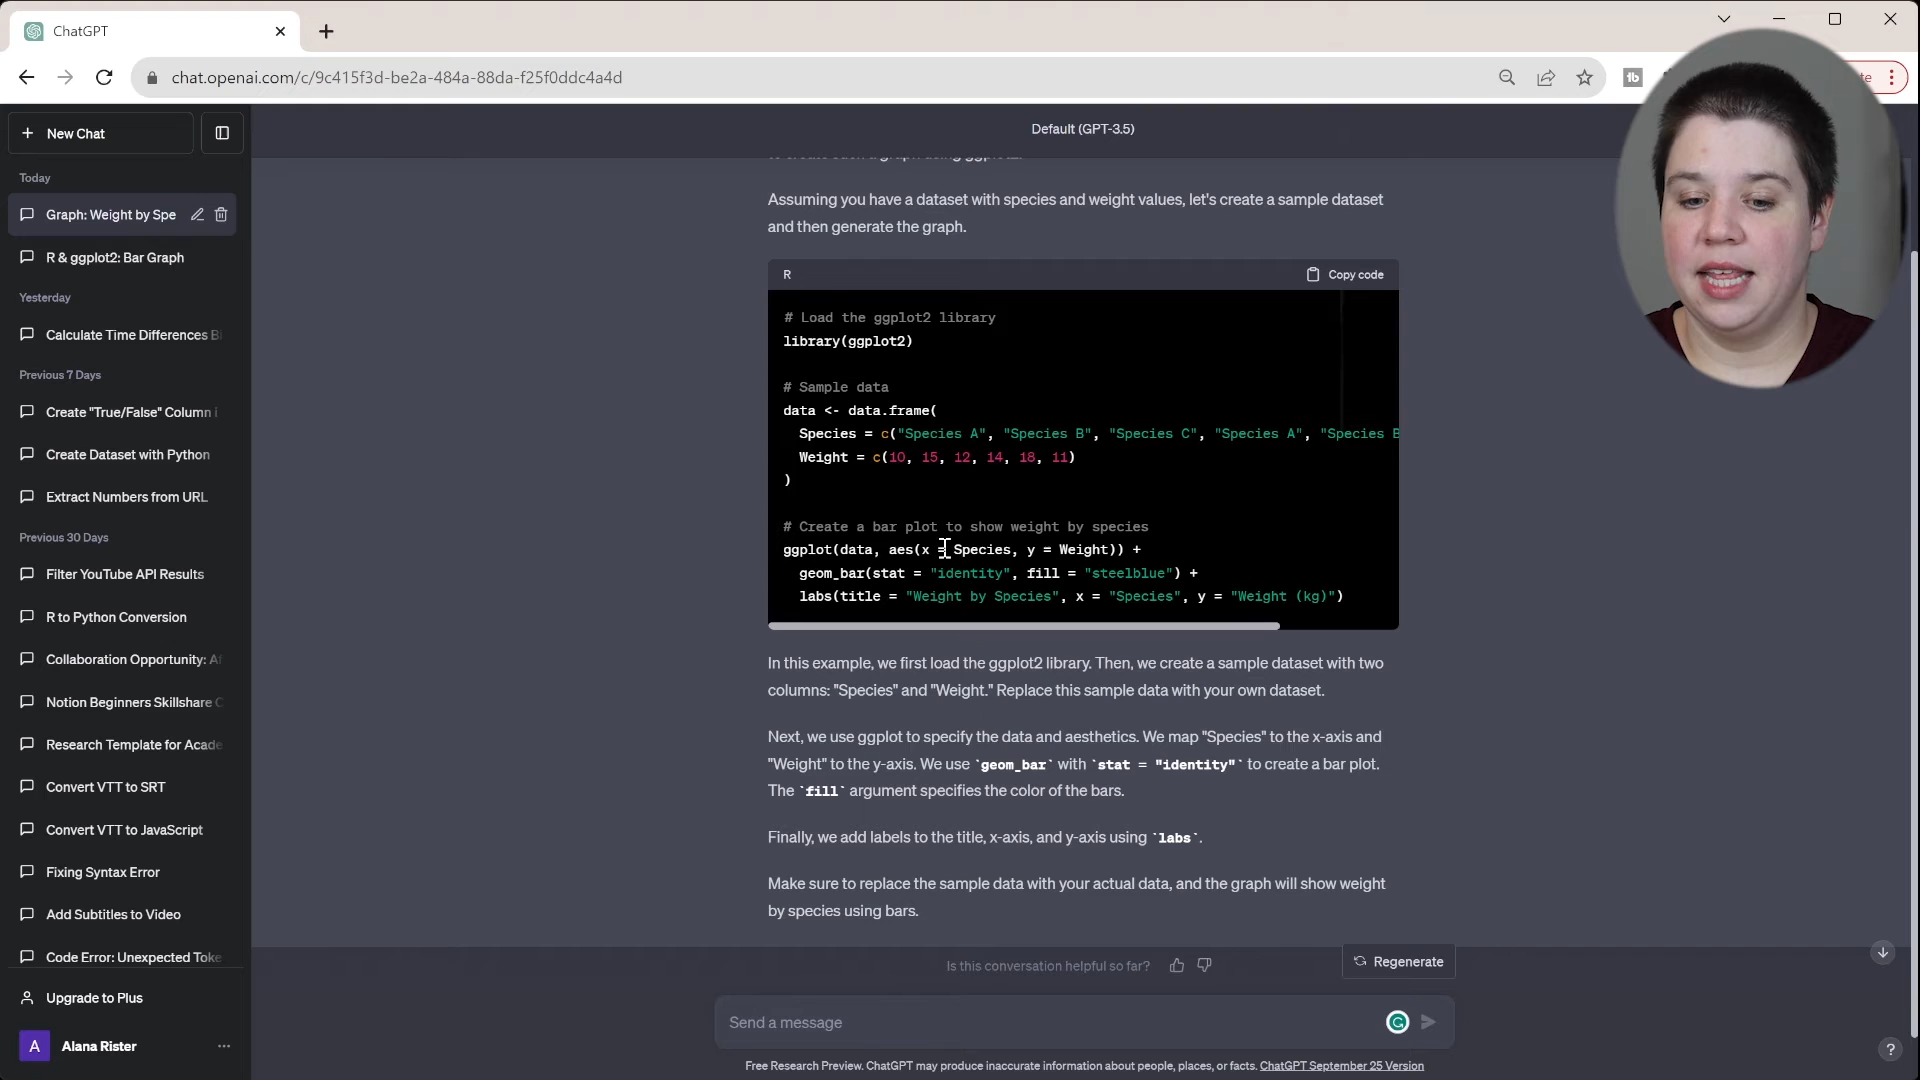 ChatGPT
chat.openai.com/c/9c415f3d-be2a-484a-88da-f25f0ddc4a4d
New Chat
Default (GPT-3.5)
Today
Graph: Weight by Spe
R & ggplot2: Bar Graph
Yesterday
Calculate Time Differences B
Previous 7 Days
Create "True/False" Column i
Create Dataset with Python
Extract Numbers from URL
Previous 30 Days
Filter YouTube API Results
R to Python Conversion
Collaboration Opportunity: Af
Notion Beginners Skillshare C
Research Template for Acade
Convert VTT to SRT
Convert VTT to JavaScript
Fixing Syntax Error
Add Subtitles to Video
Code Error: Unexpected Toke
Upgrade to Plus
A Alana Rister
Assuming you have a dataset with species and weight values, let's create a sample dataset
and then generate the graph.
R Copy code
# Load the ggplot2 library
library(ggplot2)
# Sample data
data <- data.frame(
Species = c("Species A", "Species B", "Species C", "Species A", "Species B
Weight = c(10, 15, 12, 14, 18, 11)
)
# Create a bar plot to show weight by species
ggplot(data, aes(x = Species, y = Weight)) +
geom_bar(stat = "identity", fill = "steelblue") +
labs(title = "Weight by Species", x = "Species", y = "Weight (kg)")
In this example, we first load the ggplot2 library. Then, we create a sample dataset with two
columns: "Species" and "Weight." Replace this sample data with your own dataset.
Next, we use ggplot to specify the data and aesthetics. We map "Species" to the x-axis and
"Weight" to the y-axis. We use `geom_bar` with `stat = "identity"` to create a bar plot.
The `fill` argument specifies the color of the bars.
Finally, we add labels to the title, x-axis, and y-axis using `labs`.
Make sure to replace the sample data with your actual data, and the graph will show weight
by species using bars.
Is this conversation helpful so far?
Regenerate
Send a message
Free Research Preview. ChatGPT may produce inaccurate information about people, places, or facts. ChatGPT September 25 Version